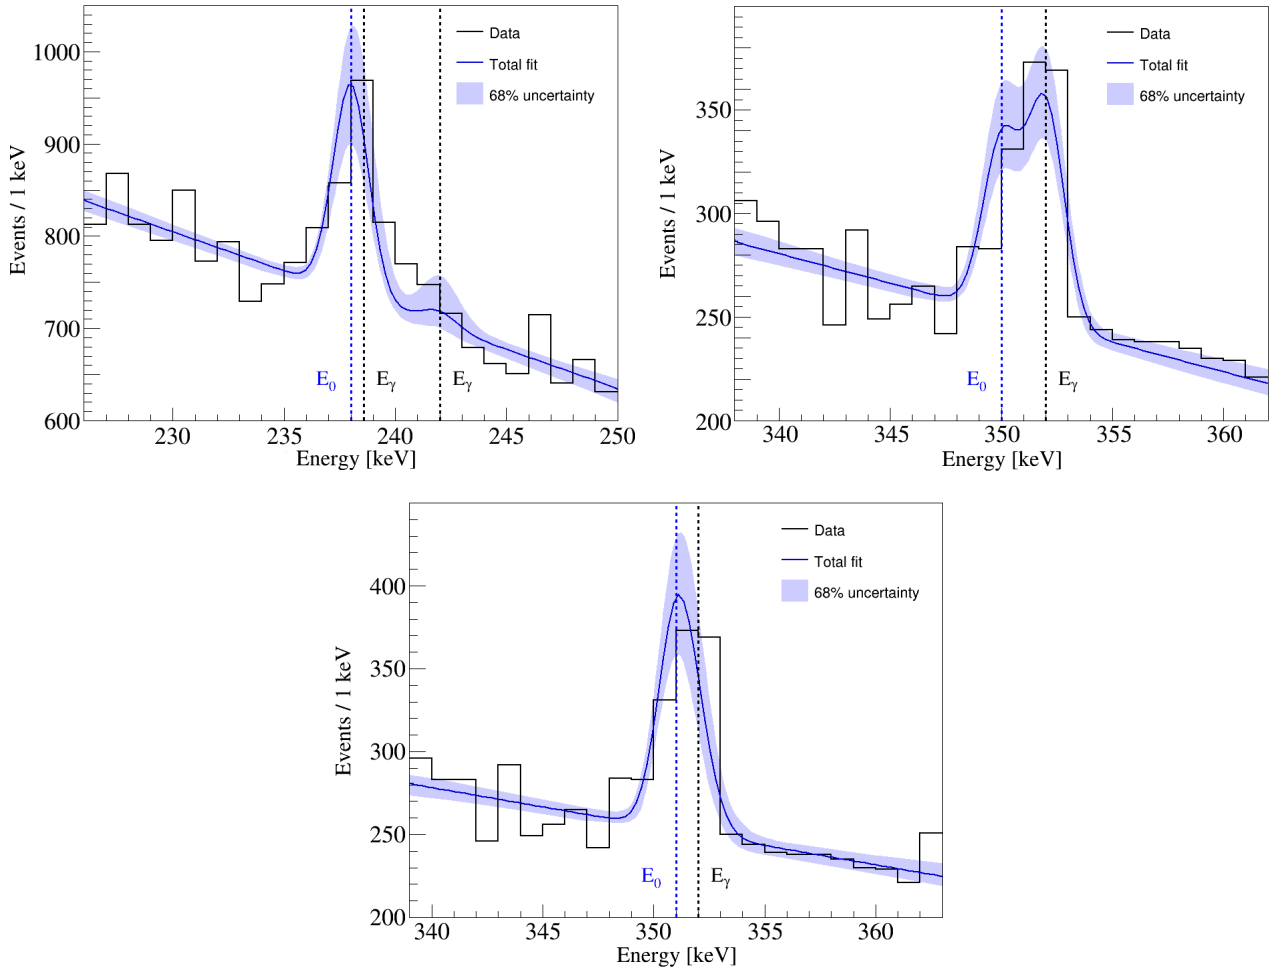 Data
Total fit
68% uncertainty
Events / 1 keV
1000
900
800
700
600
E0
Eγ
Eγ
230
235
240
245
250
Energy [keV]
Data
Total fit
68% uncertainty
Events / 1 keV
350
300
250
200
E0
Eγ
340
345
350
355
360
Energy [keV]
Data
Total fit
68% uncertainty
Events / 1 keV
400
350
300
250
200
E0
Eγ
340
345
350
355
360
Energy [keV]